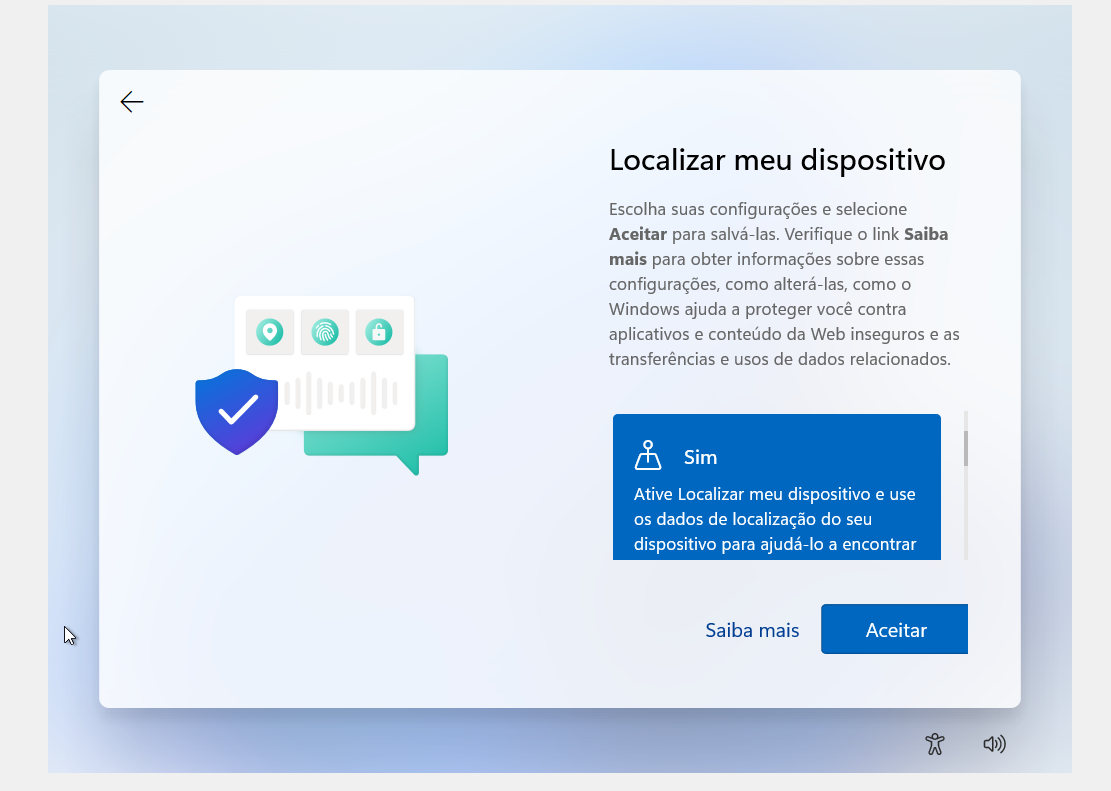 Localizar meu dispositivo
Escolha suas configurações e selecione
Aceitar para salvá-las. Verifique o link Saiba
mais para obter informações sobre essas
configurações, como alterá-las, como o
Windows ajuda a proteger você contra
aplicativos e conteúdo da Web inseguros e as
transferências e usos de dados relacionados.
Sim
Ative Localizar meu dispositivo e use
os dados de localização do seu
dispositivo para ajudá-lo a encontrar
Saiba mais
Aceitar